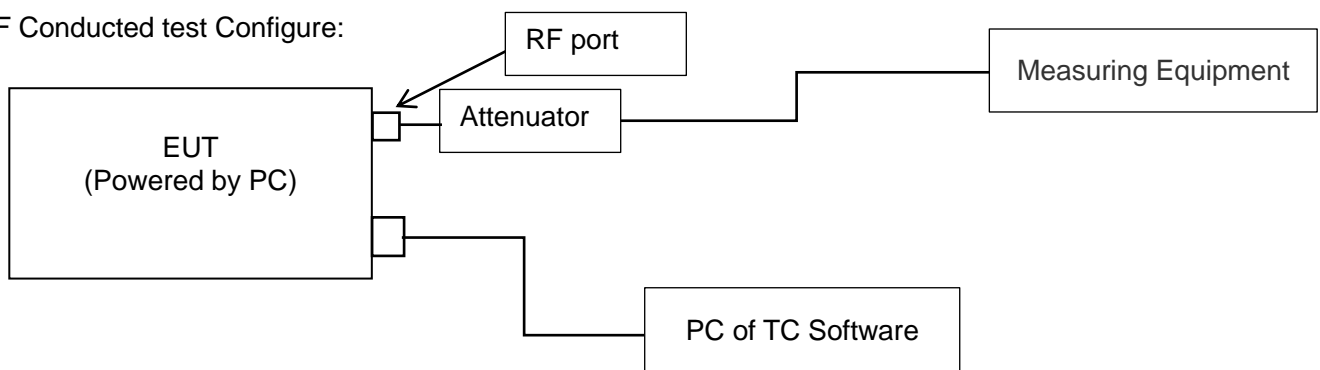 F Conducted test Configure:
RF port
Measuring Equipment
Attenuator
EUT
(Powered by PC)
PC of TC Software